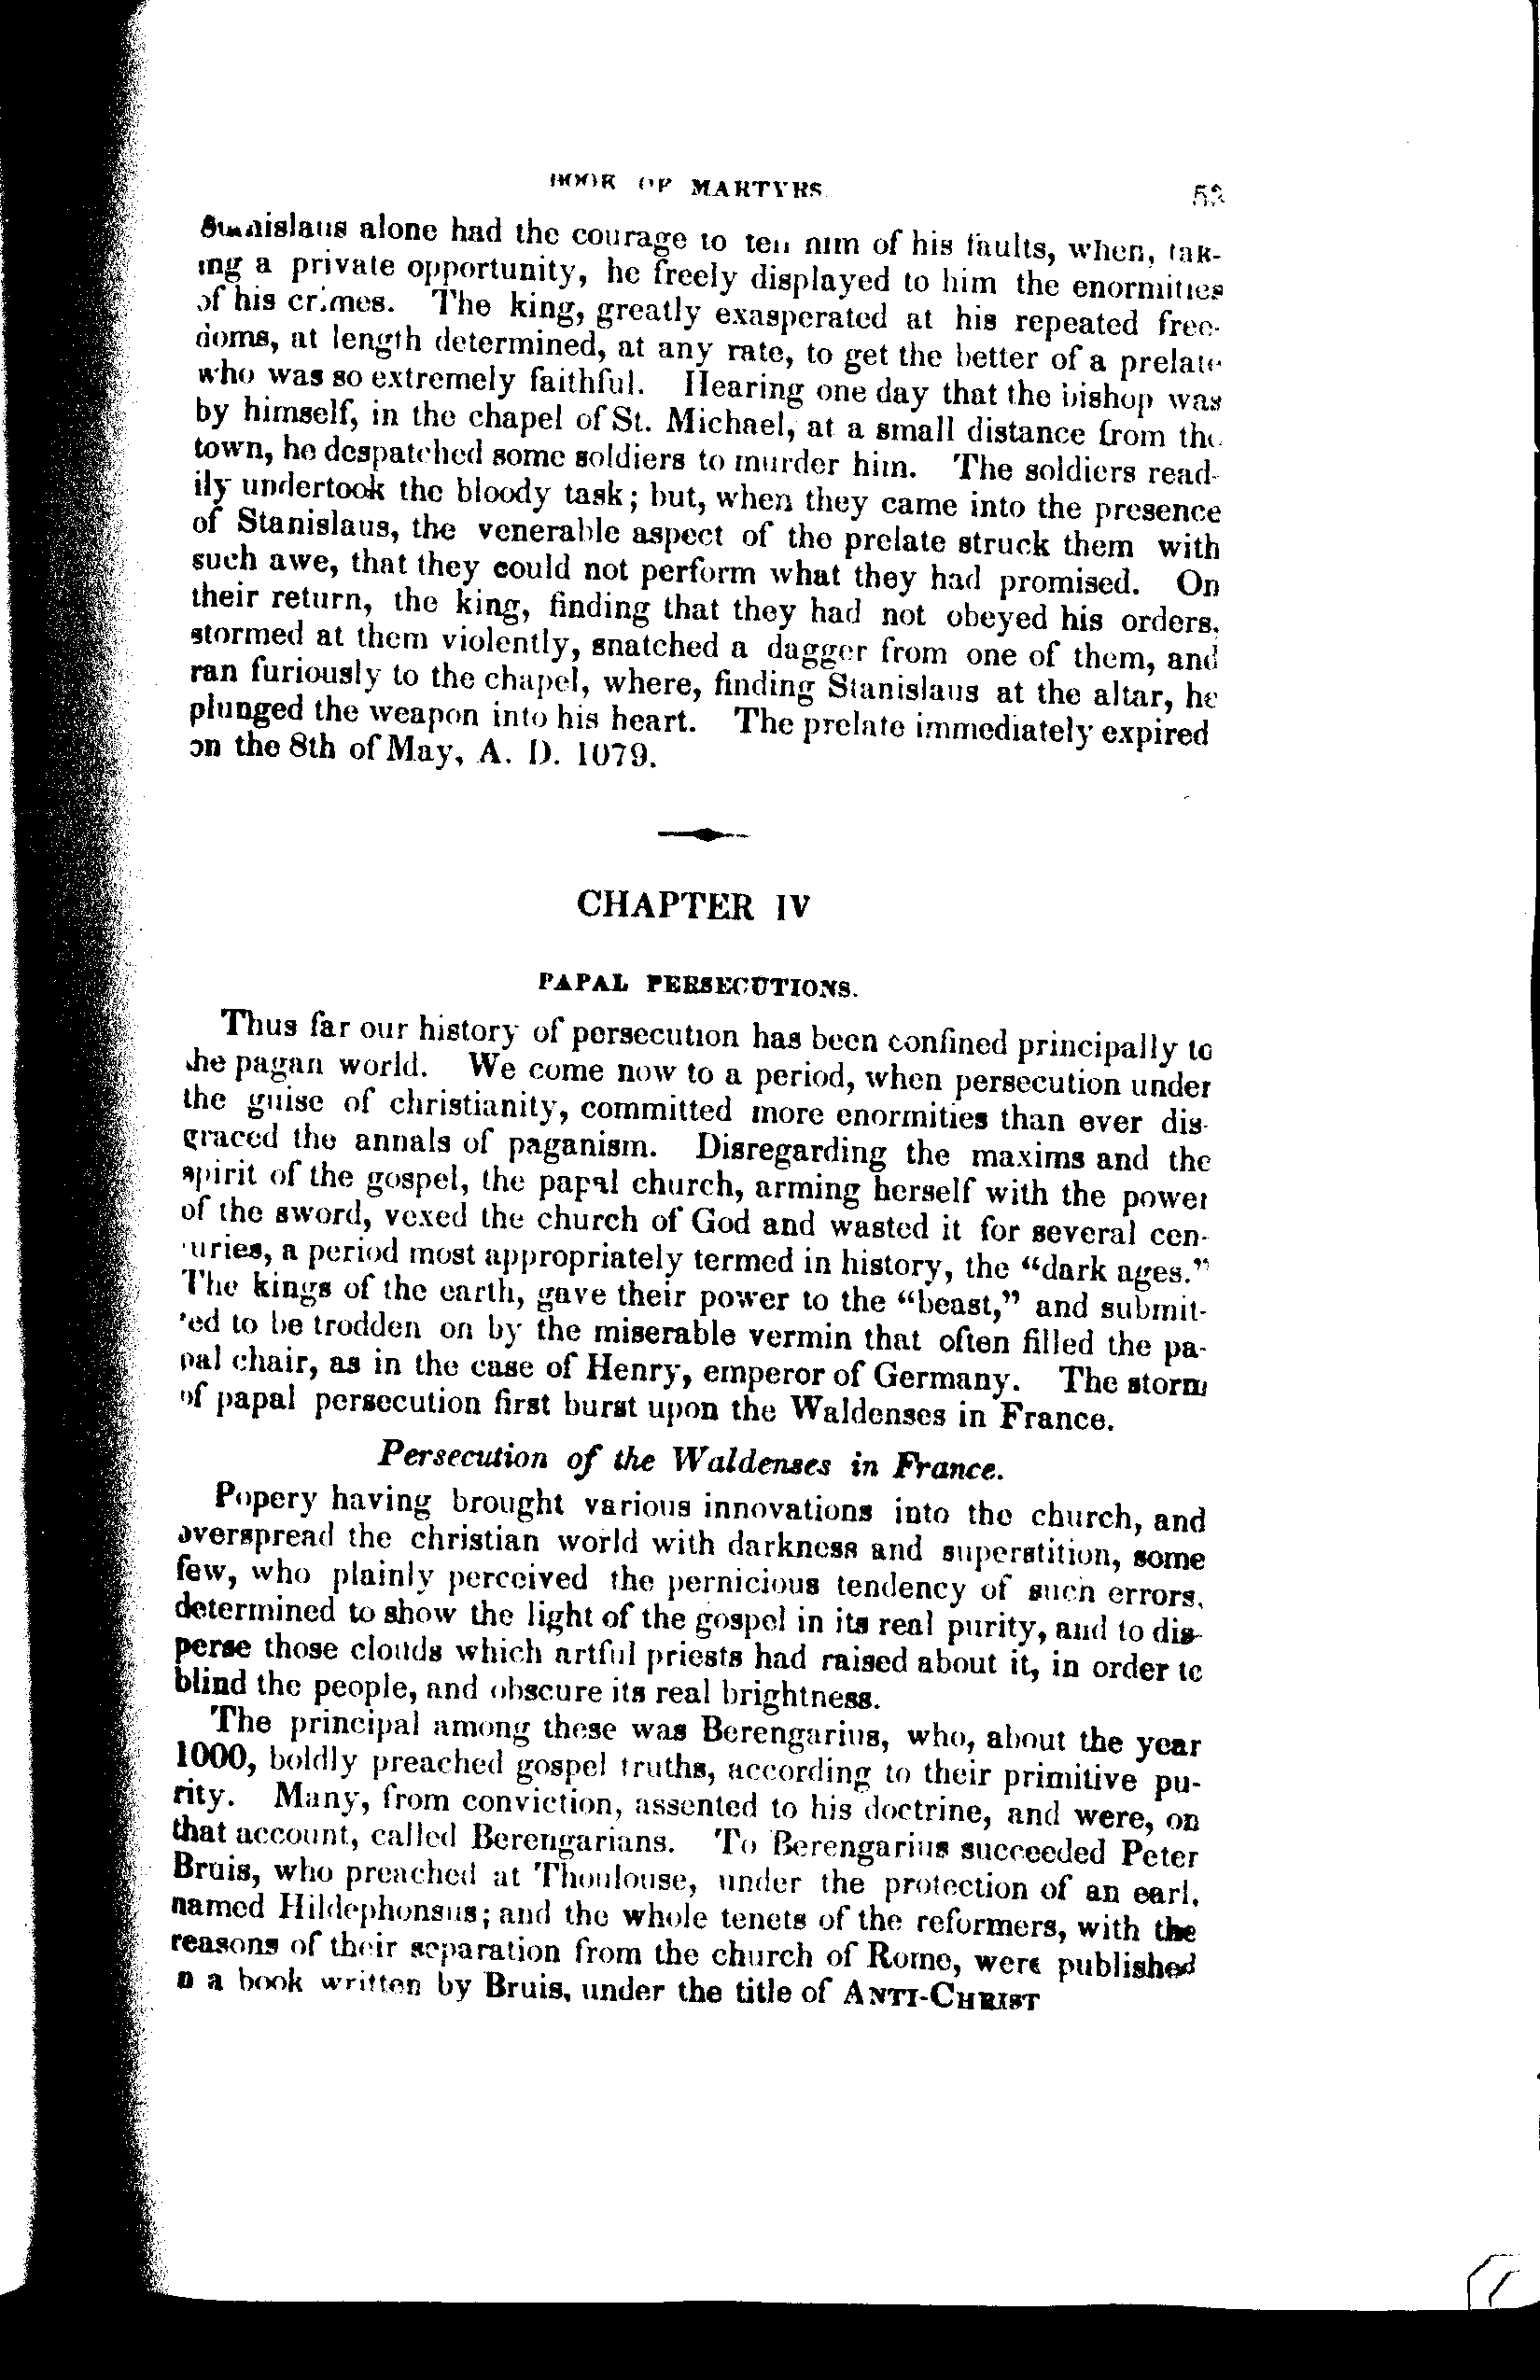 BOOK OF MARTYRS 53
Stanislaus alone had the courage to tell him of his faults, when, tak-
ing a private opportunity, he freely displayed to him the enormities
of his crimes. The king, greatly exasperated at his repeated free-
doms, at length determined, at any rate, to get the better of a prelate
who was so extremely faithful. Hearing one day that the bishop was
by himself, in the chapel of St. Michael, at a small distance from the
town, he despatched some soldiers to murder him. The soldiers read-
ily undertook the bloody task; but, when they came into the presence
of Stanislaus, the venerable aspect of the prelate struck them with
such awe, that they could not perform what they had promised. On
their return, the king, finding that they had not obeyed his orders,
stormed at them violently, snatched a dagger from one of them, and
ran furiously to the chapel, where, finding Stanislaus at the altar, he
plunged the weapon into his heart. The prelate immediately expired
on the 8th of May, A. D. 1079.
CHAPTER IV
PAPAL PERSECUTIONS.
Thus far our history of persecution has been confined principally to
the pagan world. We come now to a period, when persecution under
the guise of christianity, committed more enormities than ever dis-
graced the annals of paganism. Disregarding the maxims and the
spirit of the gospel, the papal church, arming herself with the power
of the sword, vexed the church of God and wasted it for several cen-
turies, a period most appropriately termed in history, the "dark ages."
The kings of the earth, gave their power to the "beast," and submit-
ted to be trodden on by the miserable vermin that often filled the pa-
pal chair, as in the case of Henry, emperor of Germany. The storm
of papal persecution first burst upon the Waldenses in France.
Persecution of the Waldenses in France.
Popery having brought various innovations into the church, and
overspread the christian world with darkness and superstition, some
few, who plainly perceived the pernicious tendency of such errors,
determined to show the light of the gospel in its real purity, and to dis-
perse those clouds which artful priests had raised about it, in order to
blind the people, and obscure its real brightness.
The principal among these was Berengarius, who, about the year
1000, boldly preached gospel truths, according to their primitive pu-
rity. Many, from conviction, assented to his doctrine, and were, on
that account, called Berengarians. To Berengarius succeeded Peter
Bruis, who preached at Thoulouse, under the protection of an earl,
named Hildephonsus; and the whole tenets of the reformers, with the
reasons of their separation from the church of Rome, were published
n a book written by Bruis, under the title of ANTI-CHRIST